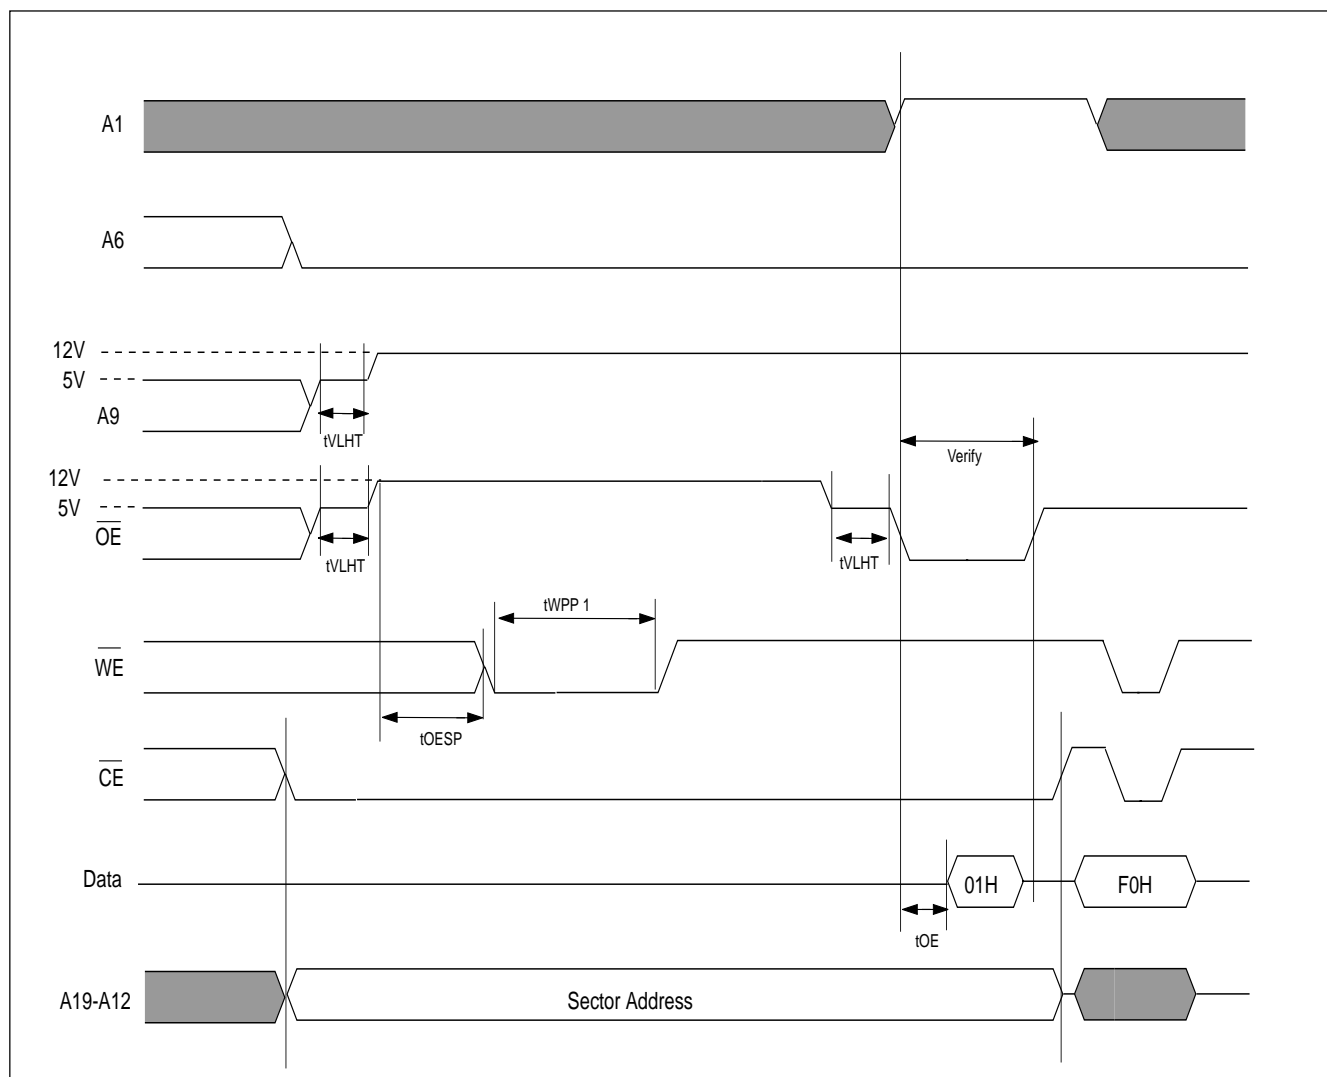 A1
A6
12V
5V
A9
tVLHT
Verify
12V
5V
OE
tVLHT
tVLHT
tWPP 1
WE
tOESP
CE
Data
01H
F0H
tOE
A19-A12
Sector Address